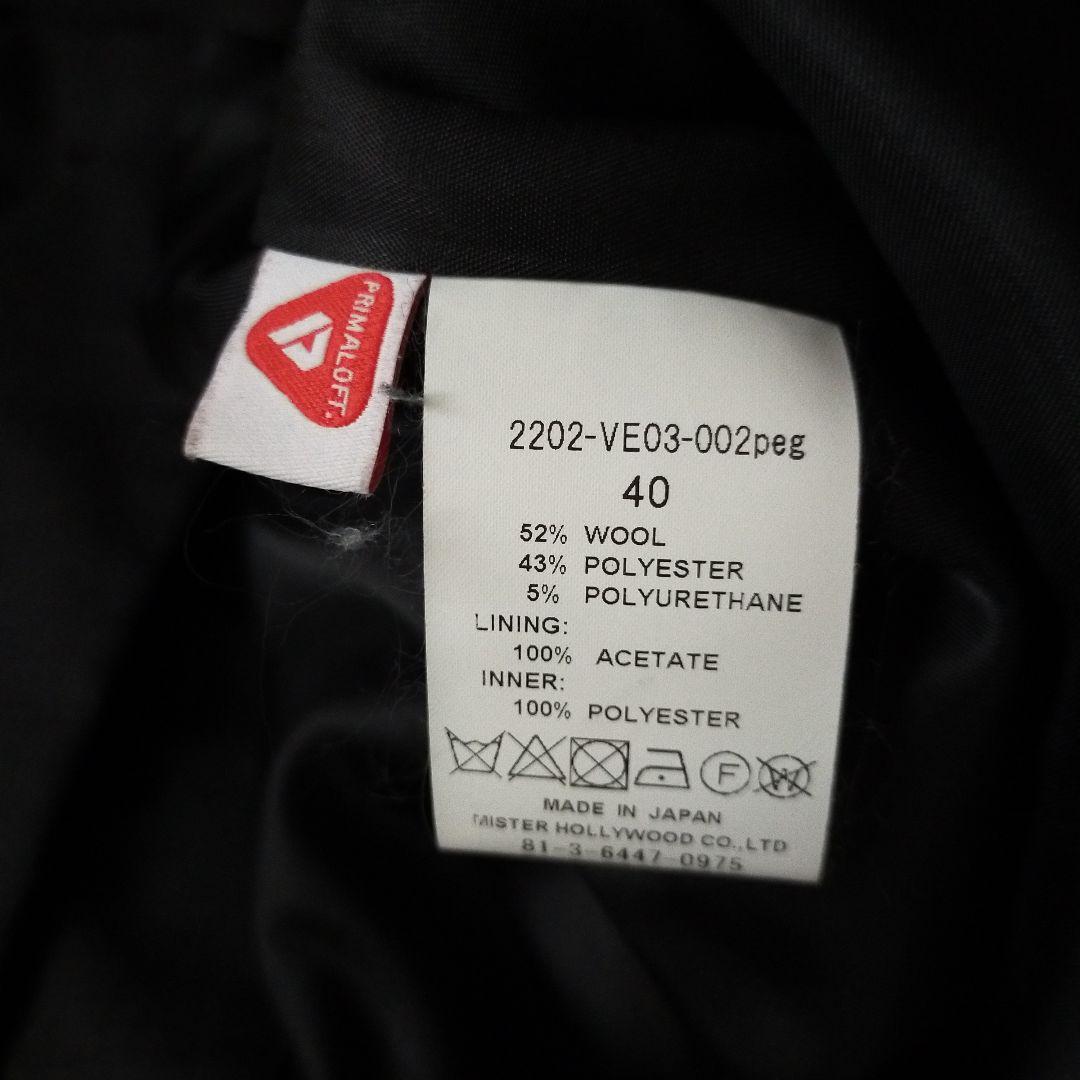 PRIMALOFT.
2202-VE03-002peg
40
52% WOOL
43% POLYESTER
5% POLYURETHANE
LINING:
100% ACETATE
INNER:
100% POLYESTER
F W
MADE IN JAPAN
MISTER HOLLYWOOD CO.,LTD
81-3-6447-0975